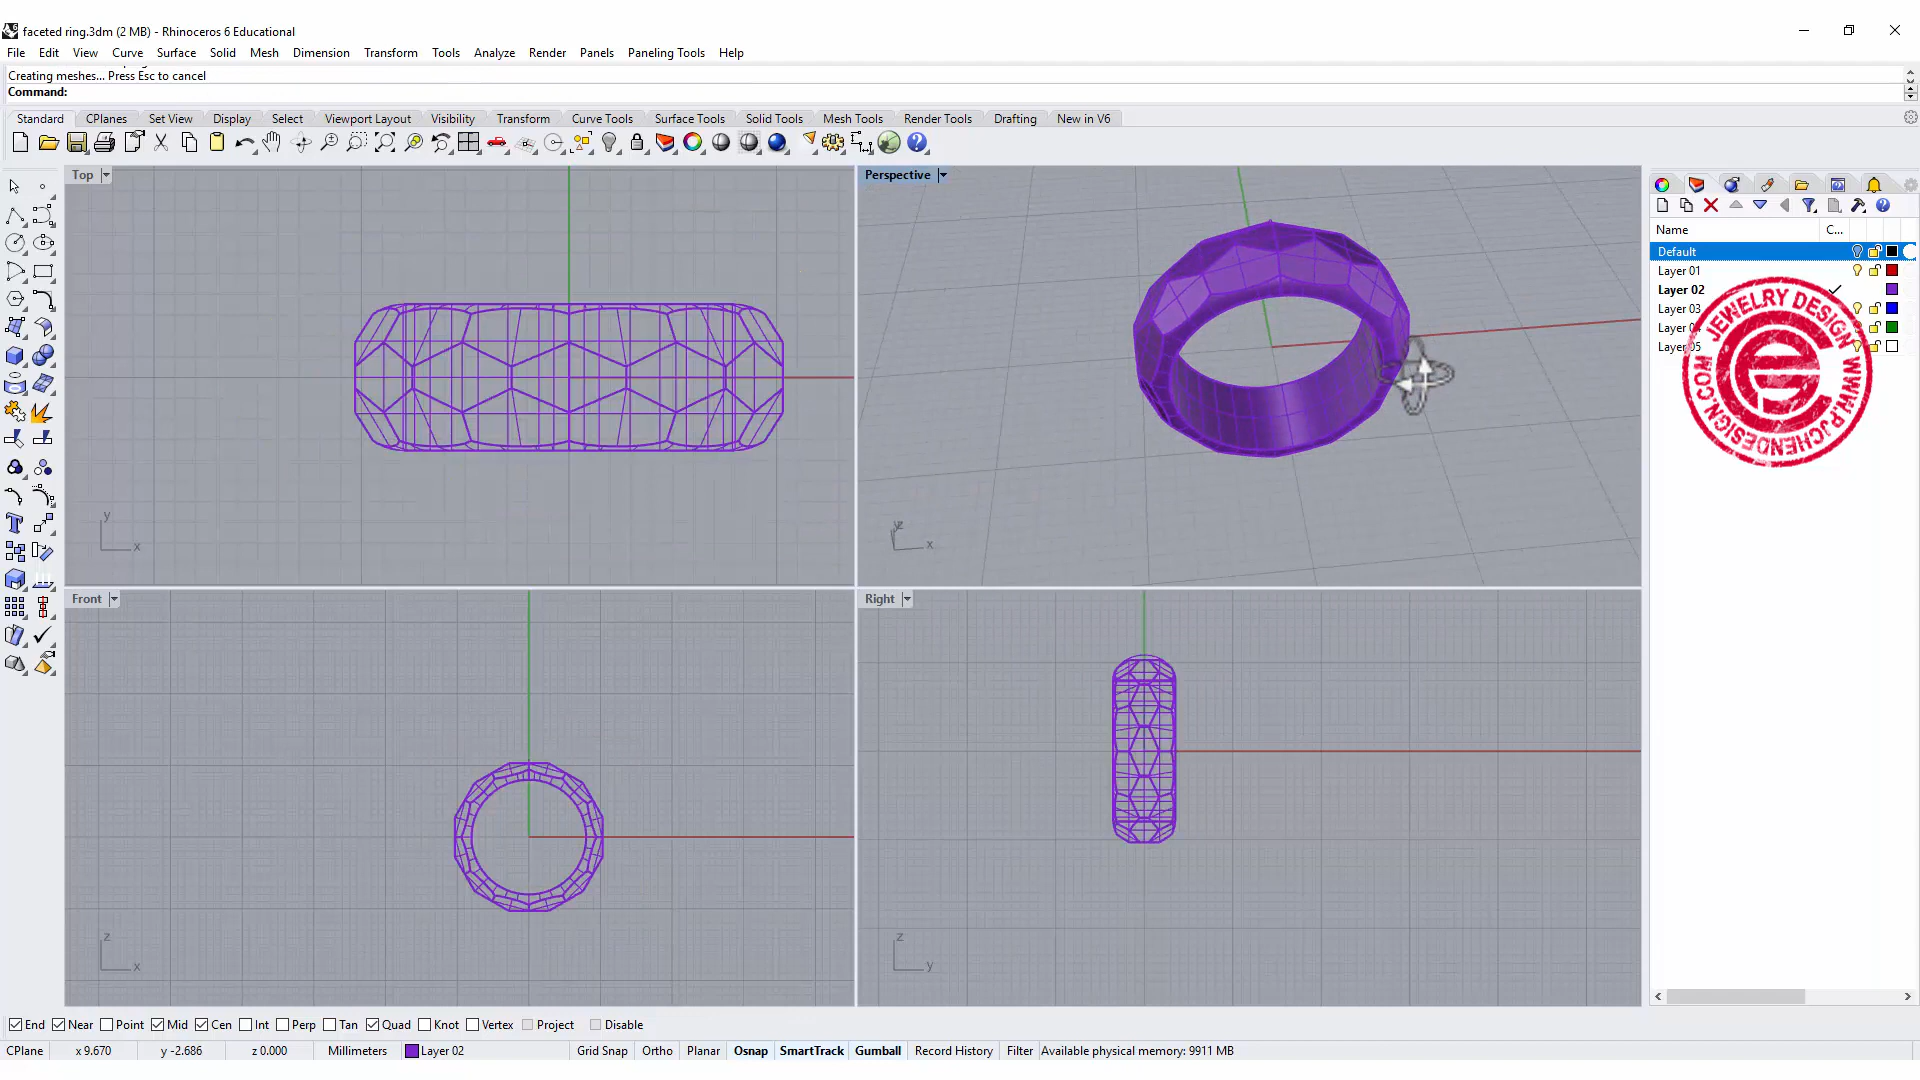 faceted ring.3dm (2 MB) - Rhinoceros 6 Educational
File Edit View Curve Surface Solid Mesh Dimension Transform Tools Analyze Render Panels Paneling Tools Help
Creating meshes... Press Esc to cancel
Command:
Standard CPlanes Set View Display Select Viewport Layout Visibility Transform Curve Tools Surface Tools Solid Tools Mesh Tools Render Tools Drafting New in V6
Top
Perspective
Name C...
Default
Layer 01
Layer 02
Layer 03
JEWELRY DESIGN
WWW.PJCHENDESIGN.COM
y
x
x
Front
Right
z
x
z
y
End Near Point Mid Cen Int Perp Tan Quad Knot Vertex Project Disable
CPlane x 9.670 y -2.686 z 0.000 Millimeters Layer 02 Grid Snap Ortho Planar Osnap SmartTrack Gumball Record History Filter Available physical memory: 9911 MB